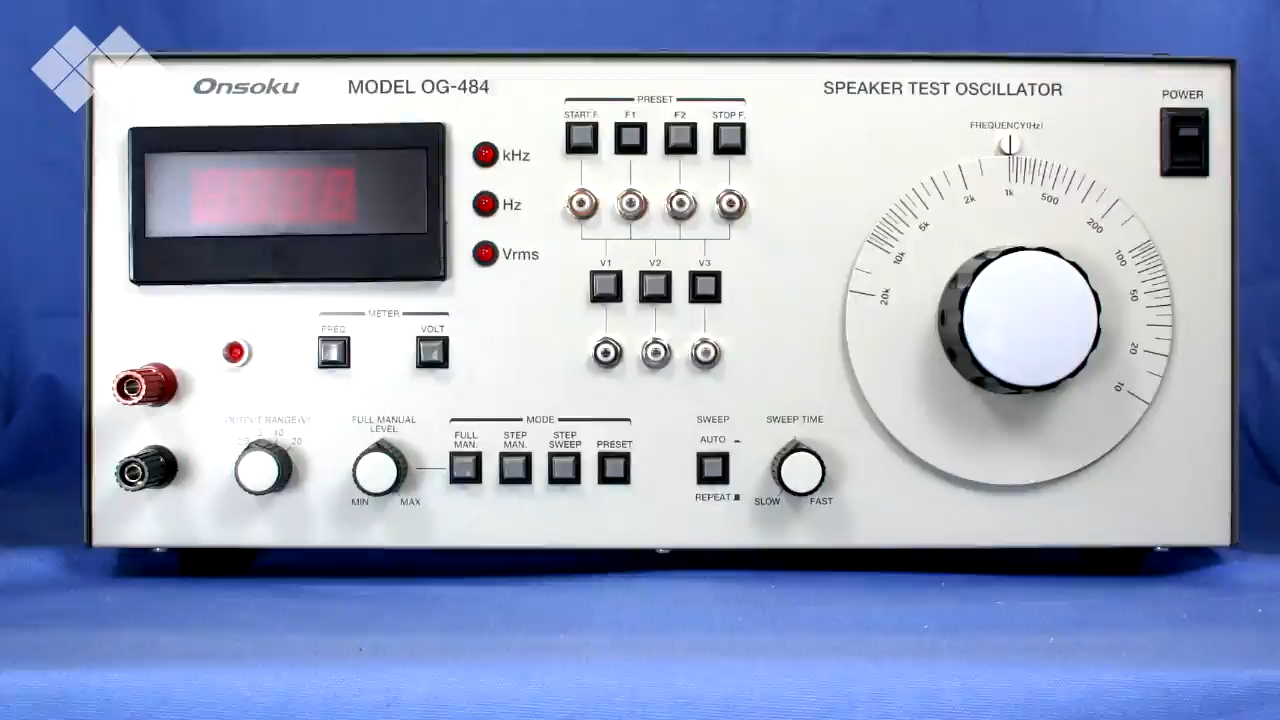 Onsoku MODEL OG-484 SPEAKER TEST OSCILLATOR
POWER
PRESET
START F. F1 F2 STOP F.
FREQUENCY(Hz)
kHz
Hz
Vrms
20k 10k 5k 2k 1k 500 200 100 50 20 10
V1 V2 V3
METER
FREQ VOLT
OUTPUT RANGE(V)
2 10 20
FULL MANUAL
LEVEL
MIN MAX
MODE
FULL
MAN.
STEP
MAN.
STEP
SWEEP
PRESET
SWEEP
AUTO
REPEAT
SWEEP TIME
SLOW FAST